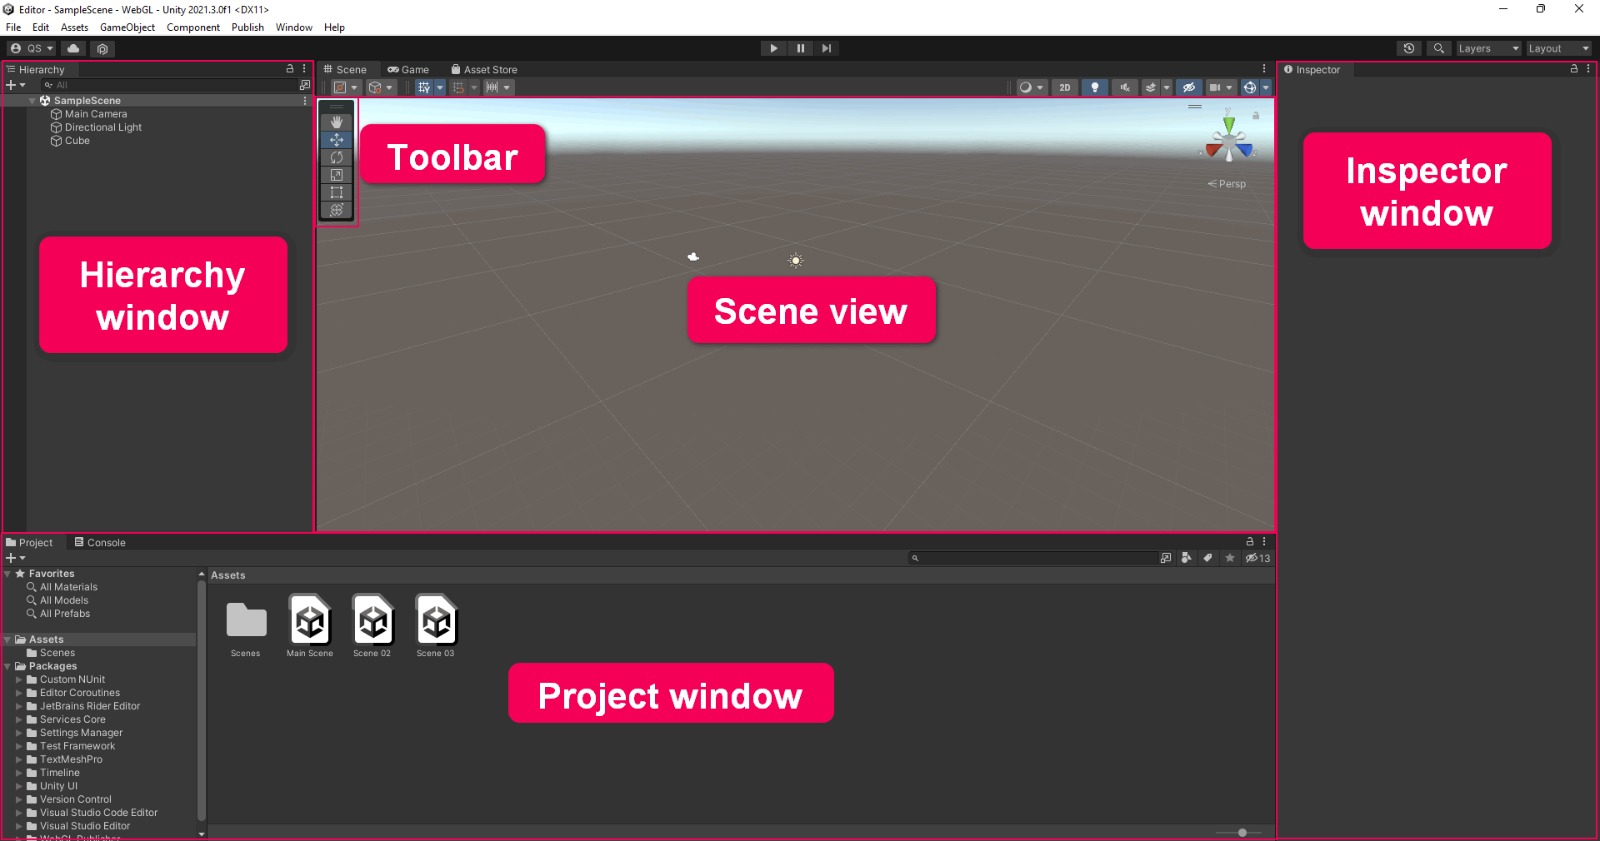 Editor - SampleScene - WebGL - Unity 2021.3.0f1 <DX11>
File Edit Assets GameObject Component Publish Window Help
QS
Layers
Layout
Hierarchy
All
SampleScene
Main Camera
Directional Light
Cube
Hierarchy
window
Scene Game Asset Store
2D
Toolbar
y
Persp
Scene view
Inspector
Inspector
window
Project Console
13
Favorites
All Materials
All Models
All Prefabs
Assets
Scenes
Packages
Custom NUnit
Editor Coroutines
JetBrains Rider Editor
Services Core
Settings Manager
Test Framework
TextMeshPro
Timeline
Unity UI
Version Control
Visual Studio Code Editor
Visual Studio Editor
WebGL Publisher
Assets
Scenes
Main Scene
Scene 02
Scene 03
Project window